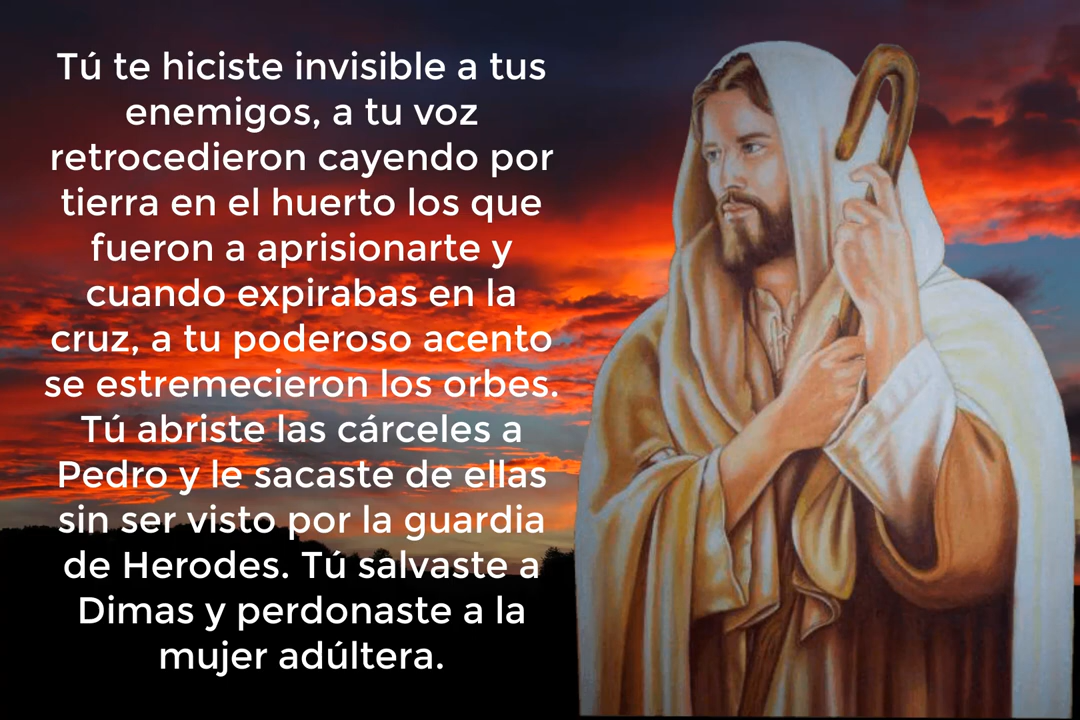 Tú te hiciste invisible a tus
enemigos, a tu voz
retrocedieron cayendo por
tierra en el huerto los que
fueron a aprisionarte y
cuando expirabas en la
cruz, a tu poderoso acento
se estremecieron los orbes.
Tú abriste las cárceles a
Pedro y le sacaste de ellas
sin ser visto por la guardia
de Herodes. Tú salvaste a
Dimas y perdonaste a la
mujer adúltera.